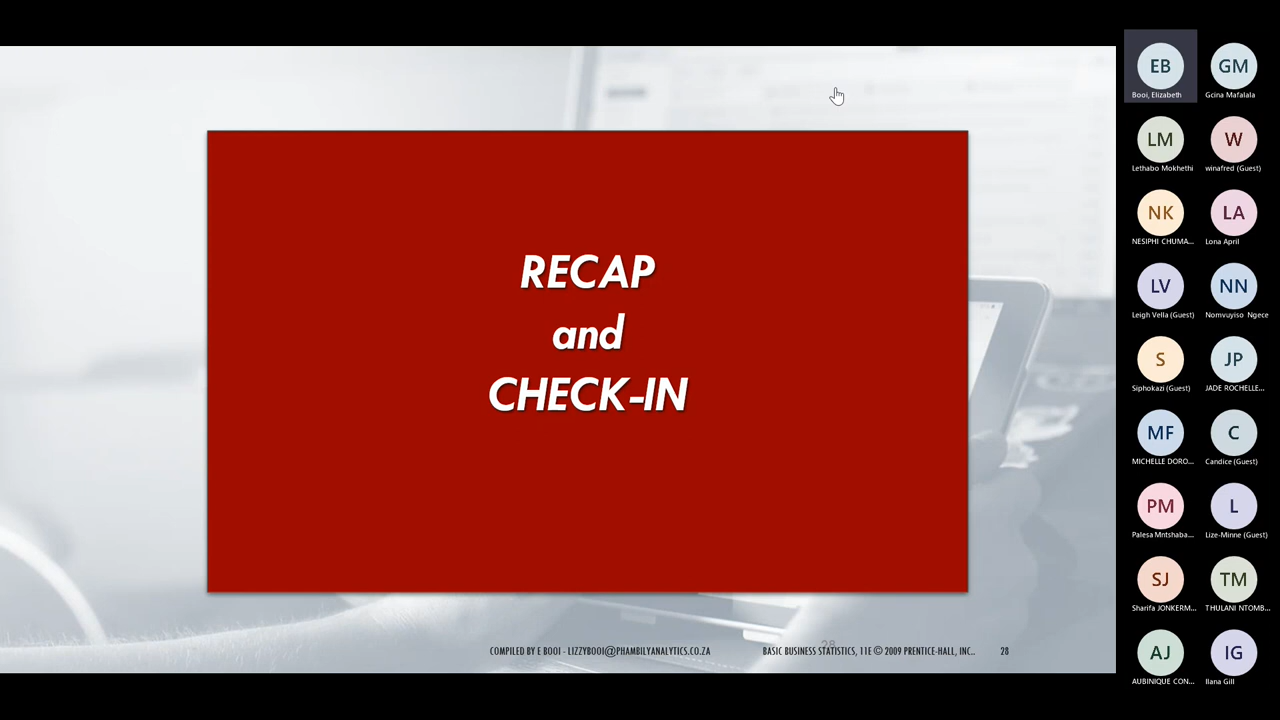 RECAP
and
CHECK-IN
COMPILED BY E BOOI - LIZZYBOOI@PHAMBILYANALYTICS.CO.ZA
BASIC BUSINESS STATISTICS, 11E © 2009 PRENTICE-HALL, INC..
28
28
EB
Booi, Elizabeth
GM
Gcina Mafalala
LM
Lethabo Mokhethi
W
winafred (Guest)
NK
NESIPHI CHUMA...
LA
Lona April
LV
Leigh Vella (Guest)
NN
Nomvuyiso Ngece
S
Siphokazi (Guest)
JP
JADE ROCHELLE...
MF
MICHELLE DORO...
C
Candice (Guest)
PM
Palesa Mntshaba...
L
Lize-Minne (Guest)
SJ
Sharifa JONKERM...
TM
THULANI NTOMB...
AJ
AUBINIQUE CON...
IG
Ilana Gill